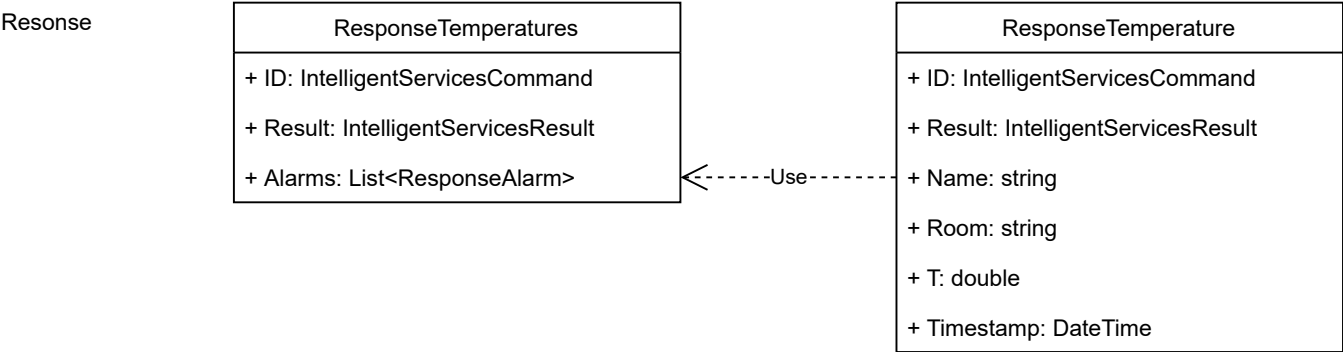 Resonse
ResponseTemperatures
+ ID: IntelligentServicesCommand
+ Result: IntelligentServicesResult
+ Alarms: List<ResponseAlarm>
Use
ResponseTemperature
+ ID: IntelligentServicesCommand
+ Result: IntelligentServicesResult
+ Name: string
+ Room: string
+ T: double
+ Timestamp: DateTime